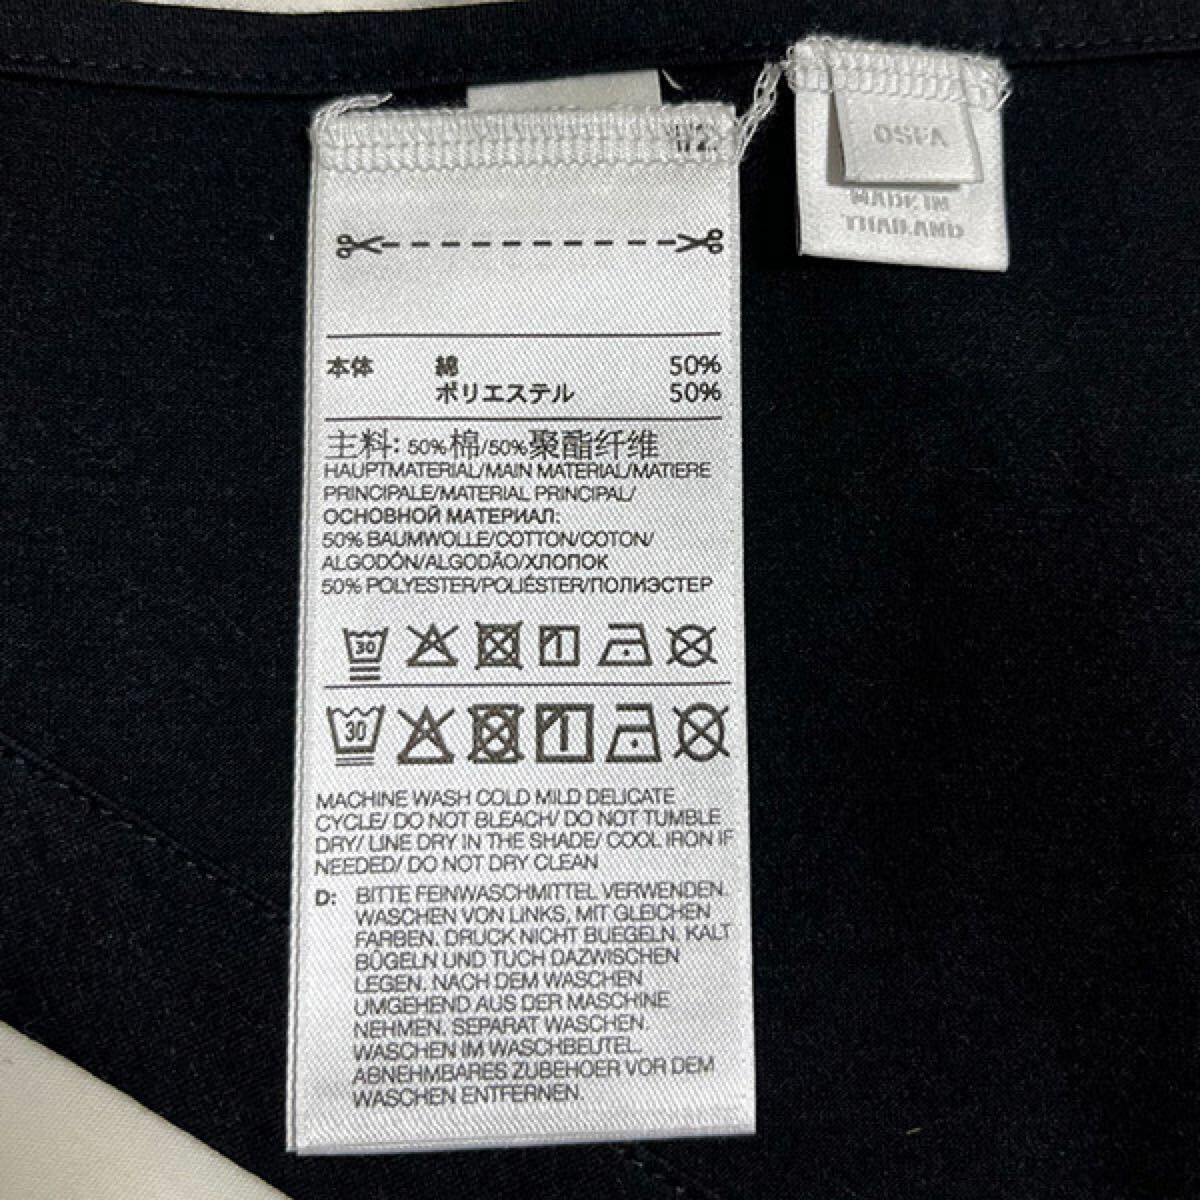 OSFA
MADE IN
THAILAND
本体 綿 50%
ポリエステル 50%
主料: 50%棉/50%聚酯纤维
HAUPTMATERIAL/MAIN MATERIAL/MATIERE
PRINCIPALE/MATERIAL PRINCIPAL/
ОСНОВНОЙ МАТЕРИАЛ:
50% BAUMWOLLE/COTTON/COTON/
ALGODÓN/ALGODÃO/ХЛОПОК
50% POLYESTER/POLIÉSTER/ПОЛИЭСТЕР
30
30
MACHINE WASH COLD MILD DELICATE
CYCLE/ DO NOT BLEACH/ DO NOT TUMBLE
DRY/ LINE DRY IN THE SHADE/ COOL IRON IF
NEEDED/ DO NOT DRY CLEAN
D: BITTE FEINWASCHMITTEL VERWENDEN.
WASCHEN VON LINKS, MIT GLEICHEN
FARBEN. DRUCK NICHT BUEGELN. KALT
BÜGELN UND TUCH DAZWISCHEN
LEGEN. NACH DEM WASCHEN
UMGEHEND AUS DER MASCHINE
NEHMEN. SEPARAT WASCHEN.
WASCHEN IM WASCHBEUTEL.
ABNEHMBARES ZUBEHOER VOR DEM
WASCHEN ENTFERNEN.